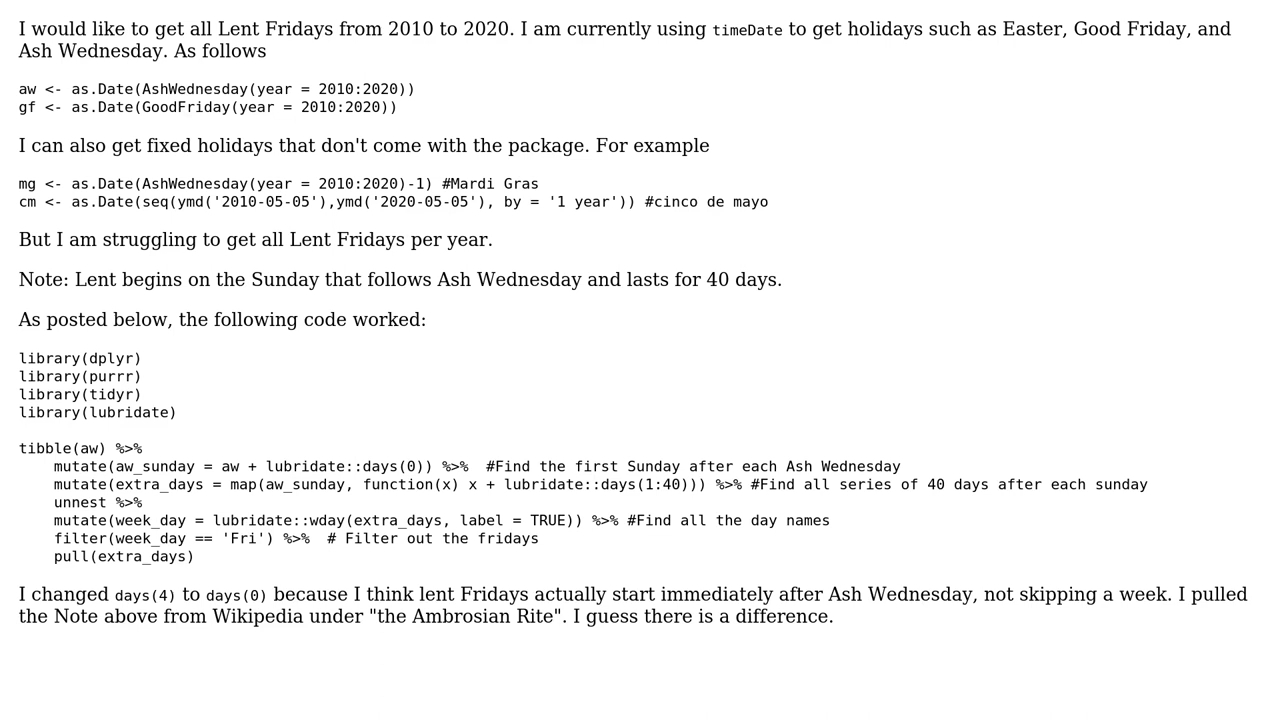 I would like to get all Lent Fridays from 2010 to 2020. I am currently using timeDate to get holidays such as Easter, Good Friday, and
Ash Wednesday. As follows
aw <- as.Date(AshWednesday(year = 2010:2020))
gf <- as.Date(GoodFriday(year = 2010:2020))
I can also get fixed holidays that don't come with the package. For example
mg <- as.Date(AshWednesday(year = 2010:2020)-1) #Mardi Gras
cm <- as.Date(seq(ymd('2010-05-05'),ymd('2020-05-05'), by = '1 year')) #cinco de mayo
But I am struggling to get all Lent Fridays per year.
Note: Lent begins on the Sunday that follows Ash Wednesday and lasts for 40 days.
As posted below, the following code worked:
library(dplyr)
library(purrr)
library(tidyr)
library(lubridate)
tibble(aw) %>%
    mutate(aw_sunday = aw + lubridate::days(0)) %>%  #Find the first Sunday after each Ash Wednesday
    mutate(extra_days = map(aw_sunday, function(x) x + lubridate::days(1:40))) %>% #Find all series of 40 days after each sunday
    unnest %>%
    mutate(week_day = lubridate::wday(extra_days, label = TRUE)) %>% #Find all the day names
    filter(week_day == 'Fri') %>%  # Filter out the fridays
    pull(extra_days)
I changed days(4) to days(0) because I think lent Fridays actually start immediately after Ash Wednesday, not skipping a week. I pulled
the Note above from Wikipedia under "the Ambrosian Rite". I guess there is a difference.